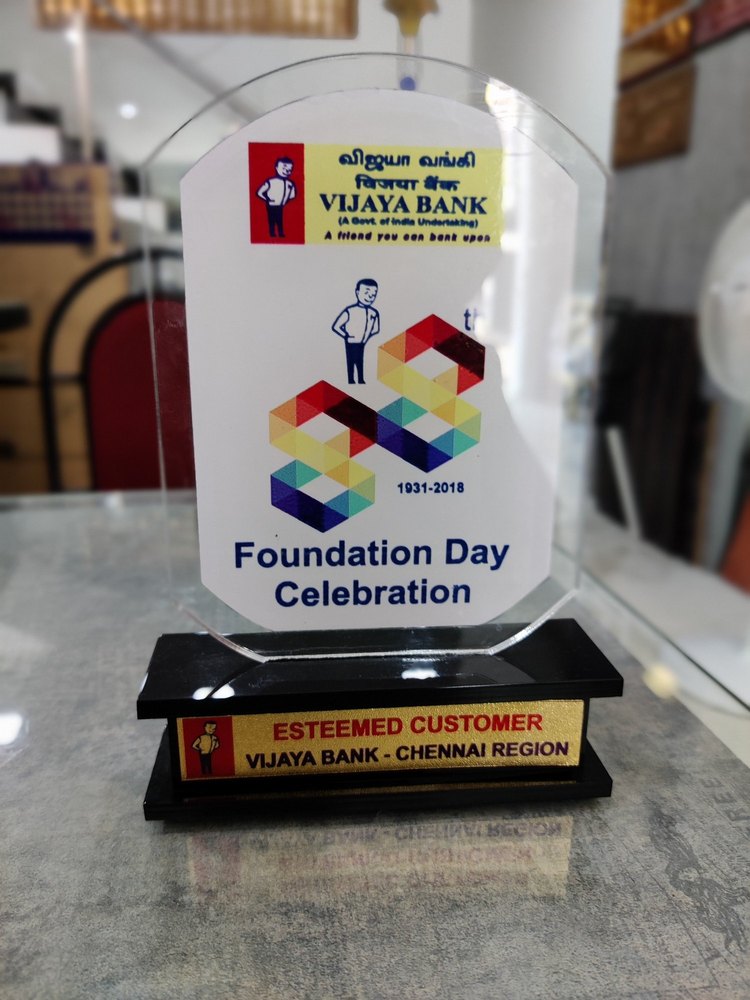 விஜயா வங்கி
विजया बैंक
VIJAYA BANK
(A Govt. of India Undertaking)
A friend you can bank upon
88th
1931-2018
Foundation Day
Celebration
ESTEEMED CUSTOMER
VIJAYA BANK - CHENNAI REGION